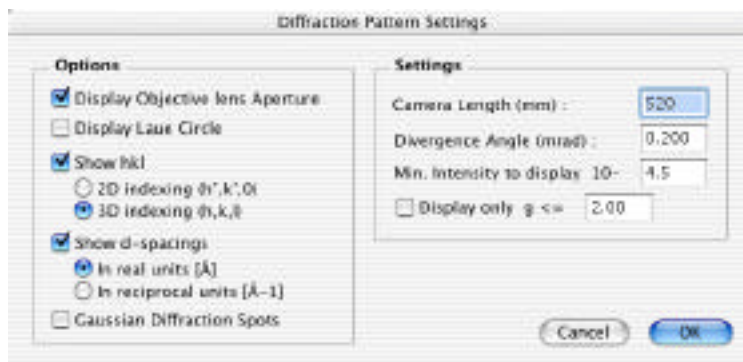 Diffraction Pattern Settings
Options
Display Objective lens Aperture
Display Laue Circle
Show hkl
2D indexing (h',k',0)
3D indexing (h,k,l)
Show d-spacings
In real units [Å]
In reciprocal units [Å-1]
Gaussian Diffraction Spots
Settings
Camera Length (mm) : 520
Divergence Angle (mrad) : 0.200
Min. Intensity to display 10- 4.5
Display only g <= 2.00
Cancel OK